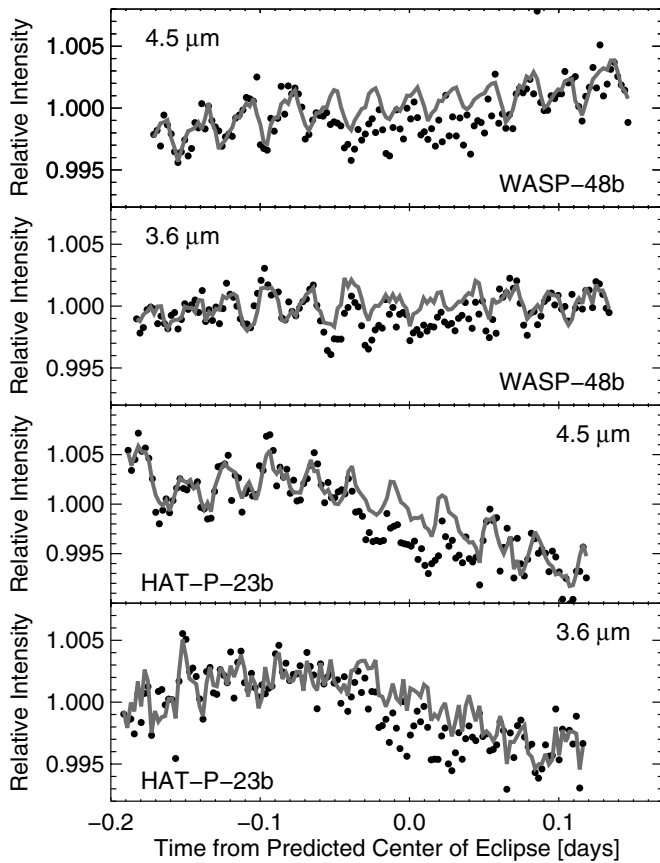 Relative Intensity
1.005
1.000
0.995
4.5 μm
WASP-48b
Relative Intensity
1.005
1.000
0.995
3.6 μm
WASP-48b
Relative Intensity
1.005
1.000
0.995
4.5 μm
HAT-P-23b
Relative Intensity
1.005
1.000
0.995
3.6 μm
HAT-P-23b
-0.2 -0.1 0.0 0.1
Time from Predicted Center of Eclipse [days]